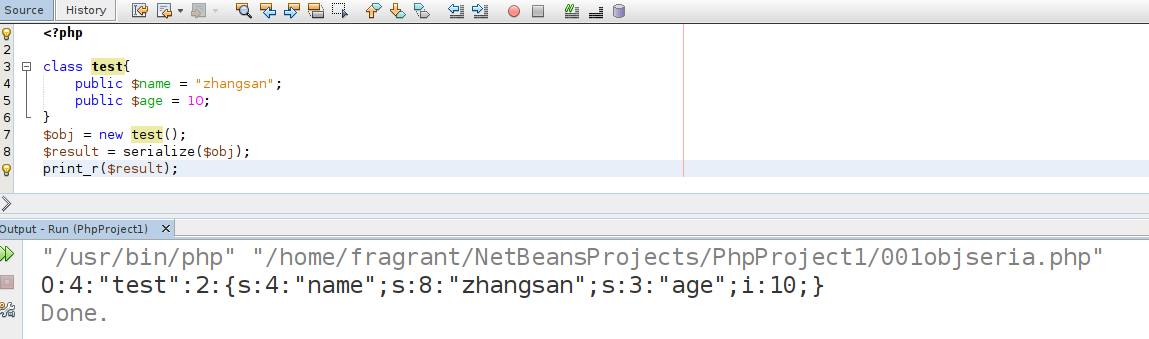 Source History
<?php
2
3 class test{
4 public $name = "zhangsan";
5 public $age = 10;
6 }
7 $obj = new test();
8 $result = serialize($obj);
print_r($result);
Output - Run (PhpProject1) ×
"/usr/bin/php" "/home/fragrant/NetBeansProjects/PhpProject1/001objseria.php"
O:4:"test":2:{s:4:"name";s:8:"zhangsan";s:3:"age";i:10;}
Done.